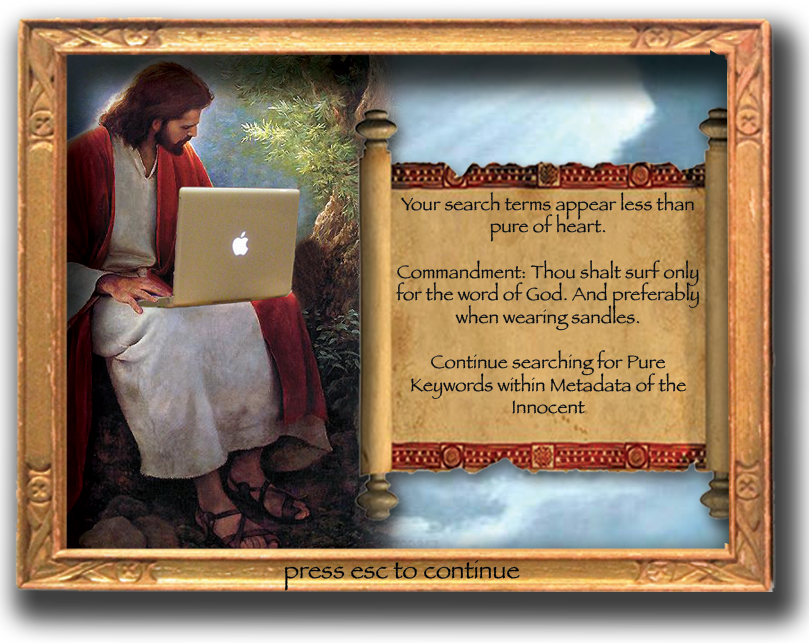 Your search terms appear less than
pure of heart.
Commandment: Thou shalt surf only
for the word of God. And preferably
when wearing sandles.
Continue searching for Pure
Keywords within Metadata of the
Innocent
press esc to continue